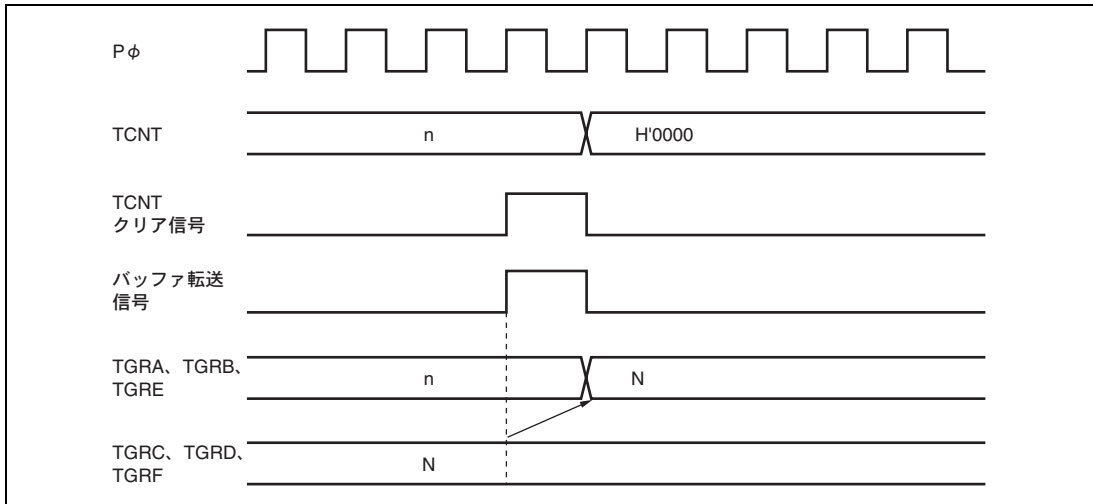 Pφ
TCNT
n
H'0000
TCNT
クリア信号
バッファ転送
信号
TGRA、TGRB、
TGRE
n
N
TGRC、TGRD、
TGRF
N